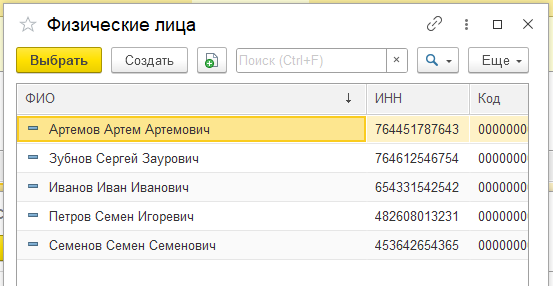 Физические лица
Выбрать Создать Поиск (Ctrl+F) × Еще
ФИО ↓ ИНН Код
Артемов Артем Артемович 764451787643 0000000
Зубнов Сергей Заурович 764612546754 0000000
Иванов Иван Иванович 654331542542 0000000
Петров Семен Игоревич 482608013231 0000000
Семенов Семен Семенович 453642654365 0000000